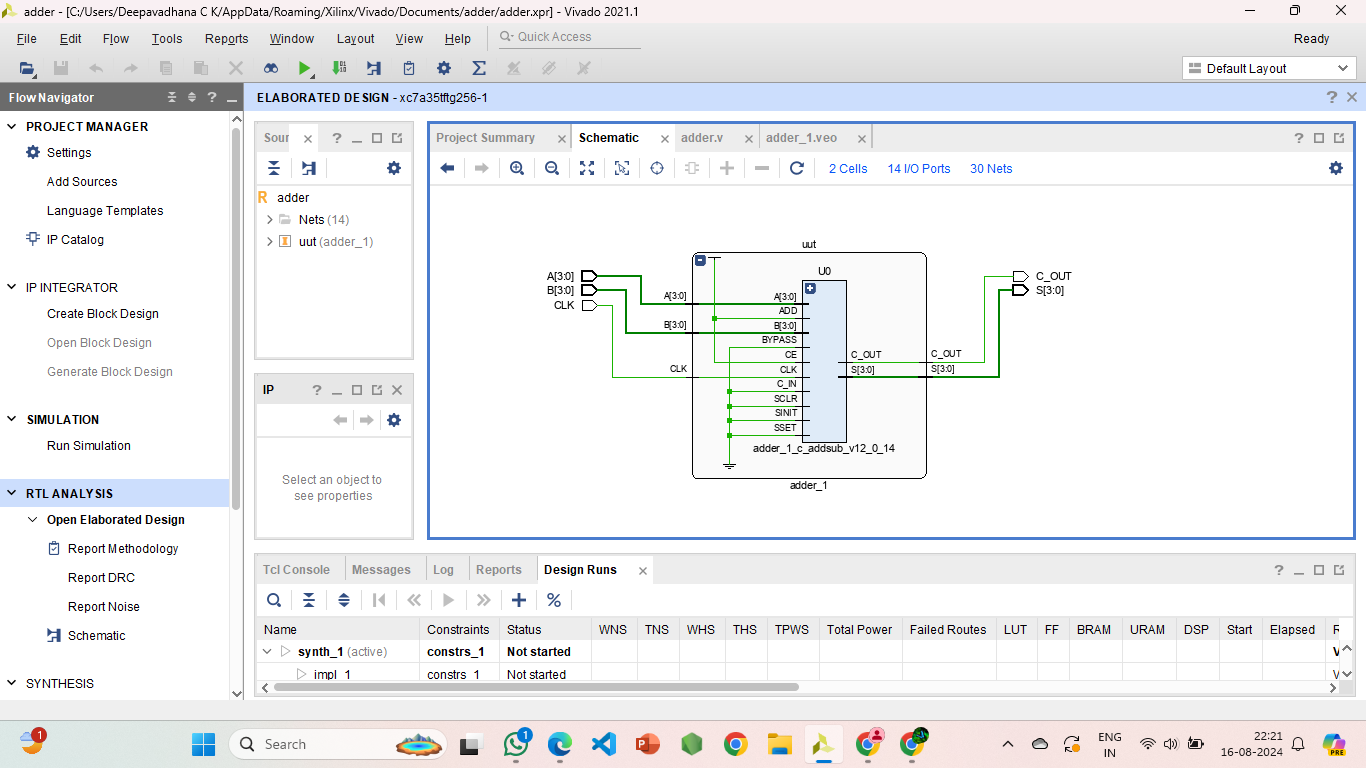 adder - [C:/Users/Deepavadhana C K/AppData/Roaming/Xilinx/Vivado/Documents/adder/adder.xpr] - Vivado 2021.1
File Edit Flow Tools Reports Window Layout View Help Quick Access Ready
Default Layout
Flow Navigator
ELABORATED DESIGN - xc7a35tftg256-1
PROJECT MANAGER
Settings
Add Sources
Language Templates
IP Catalog
IP INTEGRATOR
Create Block Design
Open Block Design
Generate Block Design
SIMULATION
Run Simulation
RTL ANALYSIS
Open Elaborated Design
Report Methodology
Report DRC
Report Noise
Schematic
SYNTHESIS
Sour
R adder
Nets (14)
uut (adder_1)
IP
Select an object to
see properties
Project Summary Schematic adder.v adder_1.veo
2 Cells 14 I/O Ports 30 Nets
uut
U0
A[3:0]
B[3:0]
CLK
A[3:0]
B[3:0]
CLK
A[3:0]
ADD
B[3:0]
BYPASS
CE
CLK
C_IN
SCLR
SINIT
SSET
C_OUT
S[3:0]
C_OUT
S[3:0]
C_OUT
S[3:0]
adder_1_c_addsub_v12_0_14
adder_1
Tcl Console Messages Log Reports Design Runs
Name Constraints Status WNS TNS WHS THS TPWS Total Power Failed Routes LUT FF BRAM URAM DSP Start Elapsed
synth_1 (active) constrs_1 Not started
impl_1 constrs_1 Not started
1
Search
1
ENG
IN
22:21
16-08-2024
PRE